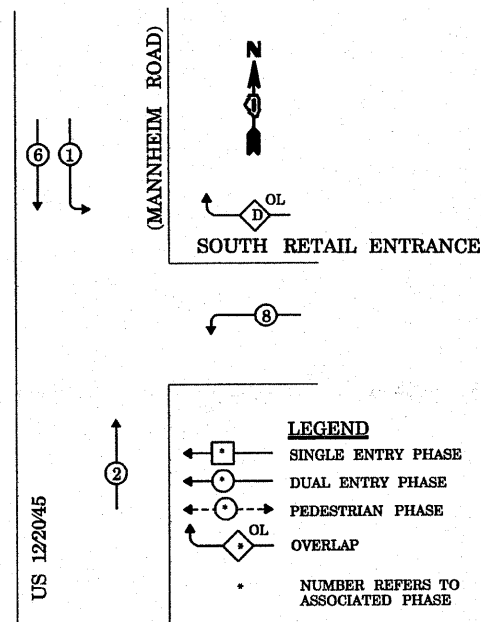 N
(MANNHEIM ROAD)
6
1
OL
D
SOUTH RETAIL ENTRANCE
8
2
US 12/20/45
LEGEND
* SINGLE ENTRY PHASE
* DUAL ENTRY PHASE
* PEDESTRIAN PHASE
OL
* OVERLAP
* NUMBER REFERS TO
ASSOCIATED PHASE